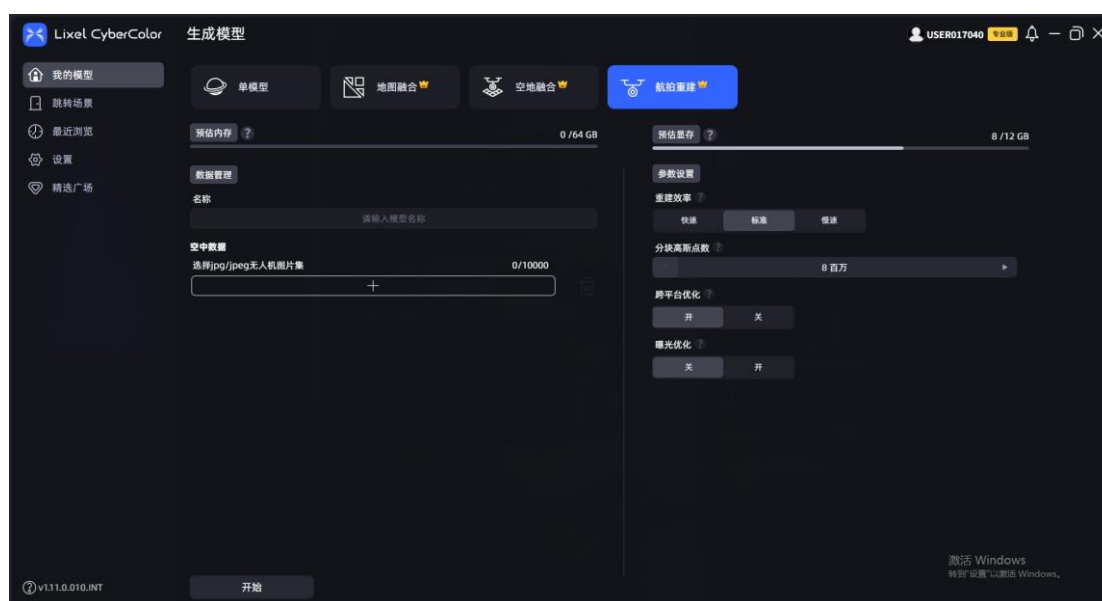 Lixel CyberColor
生成模型
USER017040 专业版
我的模型
跳转场景
最近浏览
设置
精选广场
单模型
地图融合
空地融合
航拍重建
预估内存 ?
0 /64 GB
预估显存 ?
8 /12 GB
数据管理
名称
请输入模型名称
空中数据
选择jpg/jpeg无人机图片集
0/10000
+
参数设置
重建效率 ?
快速 标准 慢速
分块高斯点数 ?
8 百万
跨平台优化 ?
开 关
曝光优化 ?
关 开
激活 Windows
转到"设置"以激活 Windows。
? v1.11.0.010.INT
开始